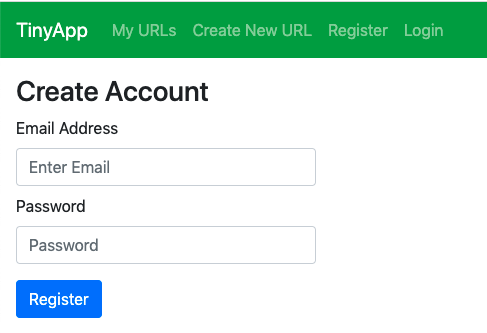 TinyApp My URLs Create New URL Register Login
Create Account
Email Address
Enter Email
Password
Password
Register